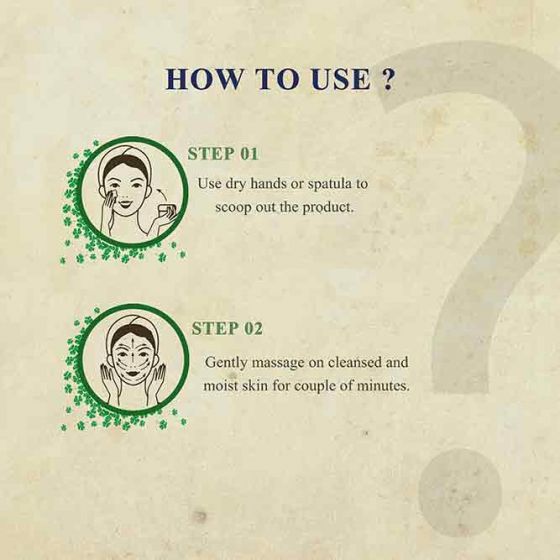 HOW TO USE ?
STEP 01
Use dry hands or spatula to
scoop out the product.
STEP 02
Gently massage on cleansed and
moist skin for couple of minutes.